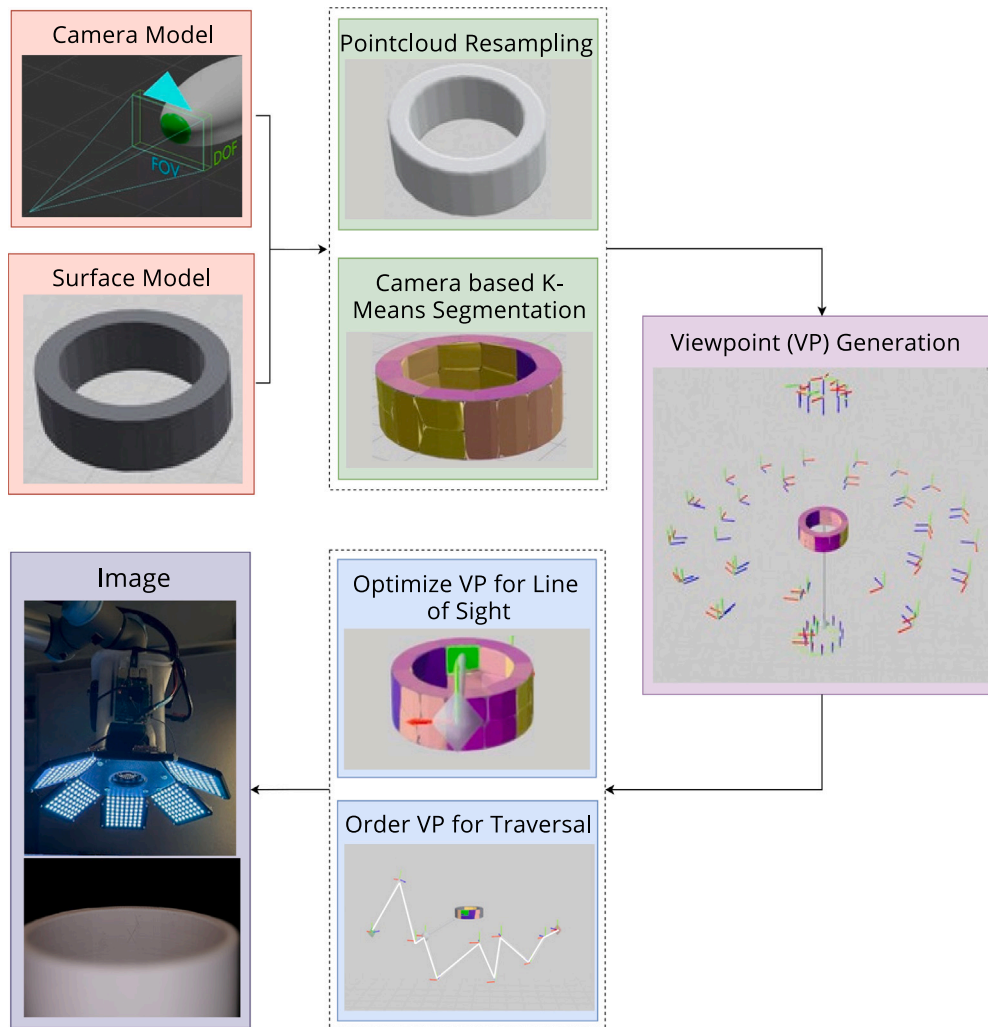 Camera Model
FOV
DOF
Surface Model
Pointcloud Resampling
Camera based K-
Means Segmentation
Viewpoint (VP) Generation
Optimize VP for Line
of Sight
Order VP for Traversal
Image